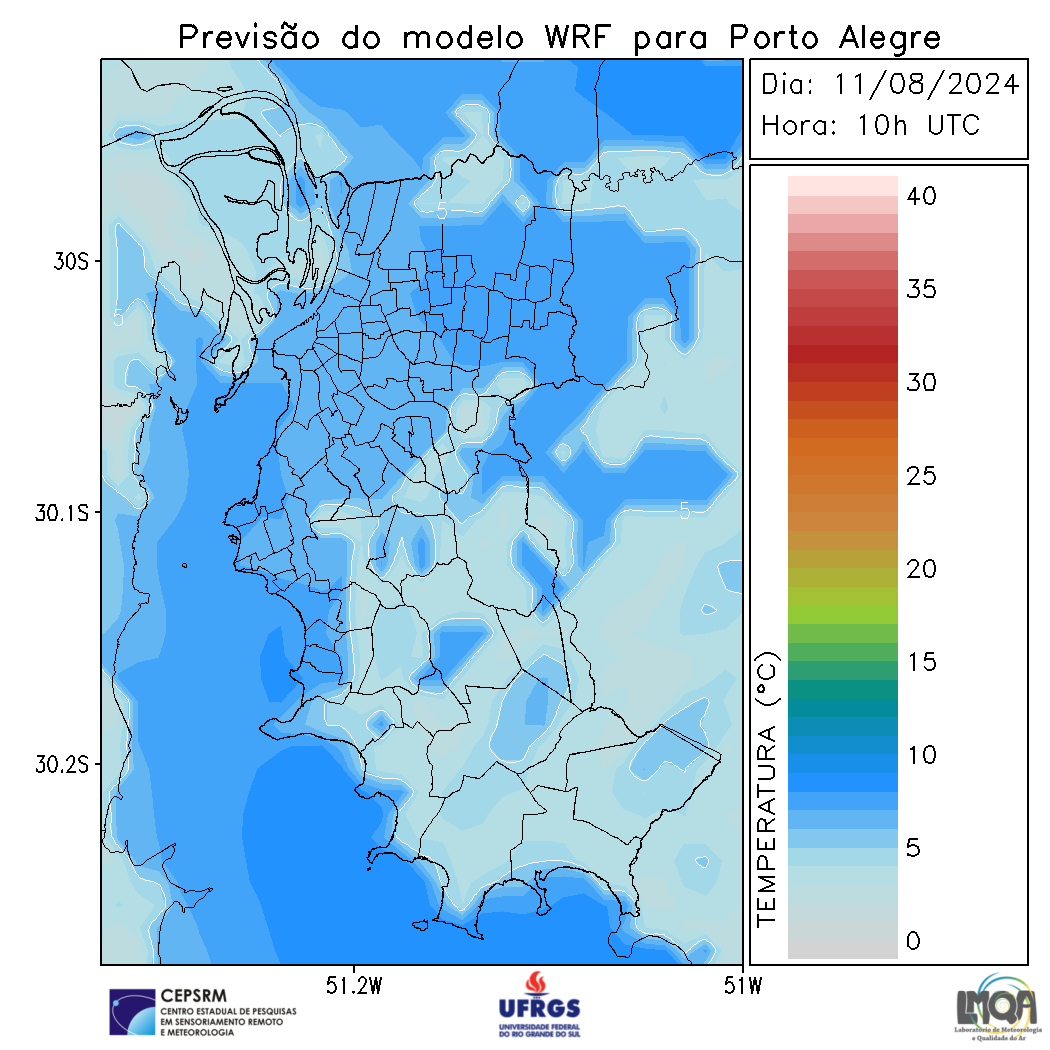 Previsão do modelo WRF para Porto Alegre
Dia: 11/08/2024
Hora: 10h UTC
30S
30.1S
30.2S
51.2W
51W
5
5
5
TEMPERATURA (°C)
40
35
30
25
20
15
10
5
0
CEPSRM
CENTRO ESTADUAL DE PESQUISAS
EM SENSORIAMENTO REMOTO
E METEOROLOGIA
UFRGS
UNIVERSIDADE FEDERAL
DO RIO GRANDE DO SUL
LMQA
Laboratório de Meteorologia
e Qualidade do Ar